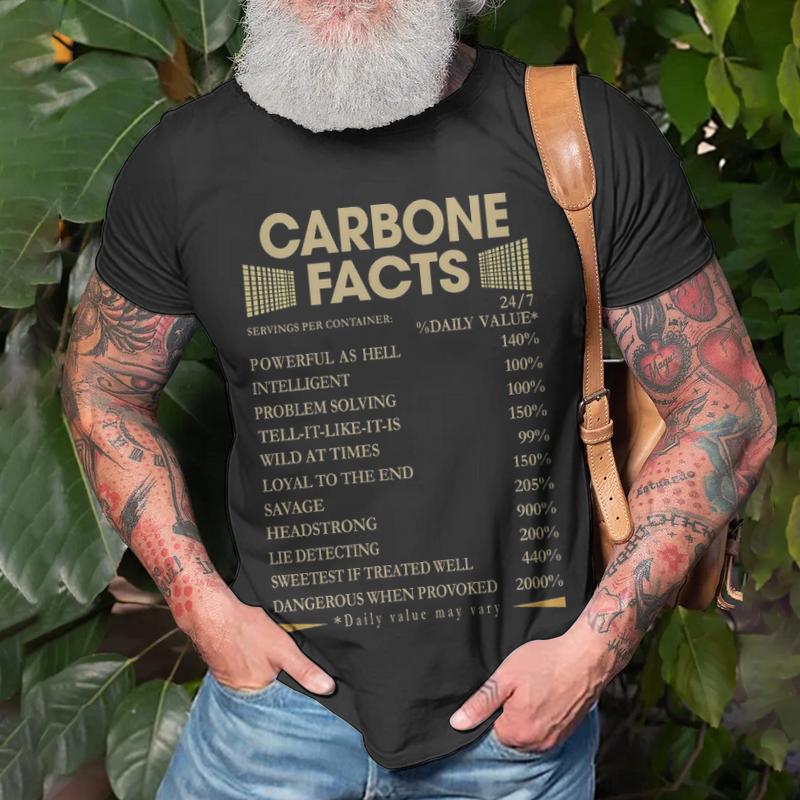 CARBONE
FACTS
24/7
SERVINGS PER CONTAINER: %DAILY VALUE*
POWERFUL AS HELL 140%
INTELLIGENT 100%
PROBLEM SOLVING 100%
TELL-IT-LIKE-IT-IS 150%
WILD AT TIMES 99%
LOYAL TO THE END 150%
SAVAGE 205%
HEADSTRONG 900%
LIE DETECTING 200%
SWEETEST IF TREATED WELL 440%
DANGEROUS WHEN PROVOKED 2000%
*Daily value may vary
Estuardo